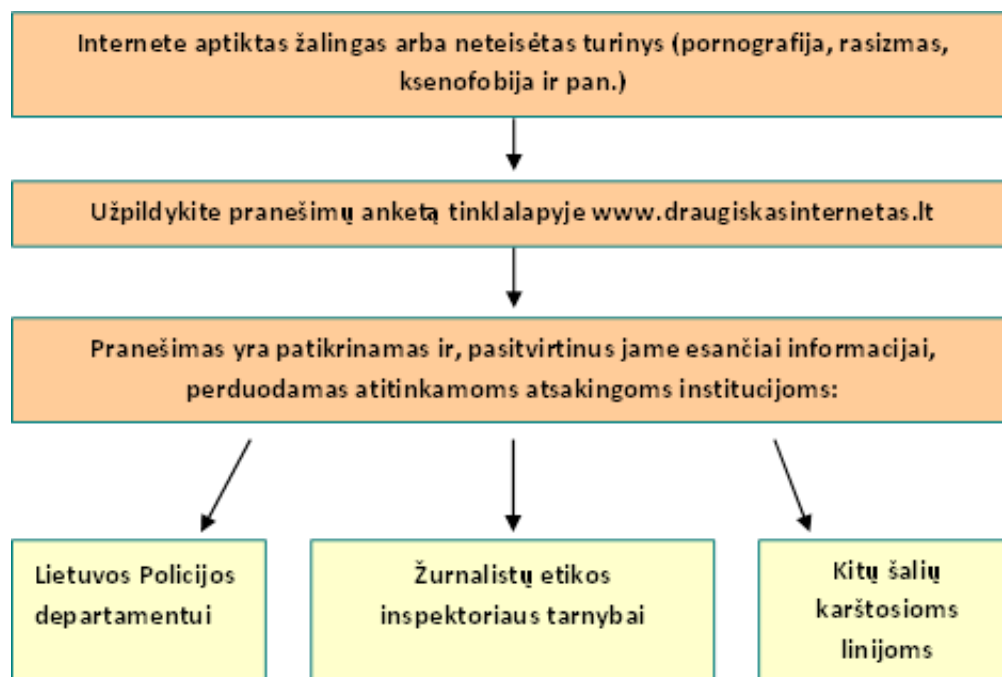 Internete aptiktas žalingas arba neteisėtas turinys (pornografija, rasizmas,
ksenofobija ir pan.)
Užpildykite pranešimų anketą tinklalapyje www.draugiskasinternetas.lt
Pranešimas yra patikrinamas ir, pasitvirtinus jame esančiai informacijai,
perduodamas atitinkamoms atsakingoms institucijoms:
Lietuvos Policijos
departamentui
Žurnalistų etikos
inspektoriaus tarnybai
Kitų šalių
karštosioms
linijoms